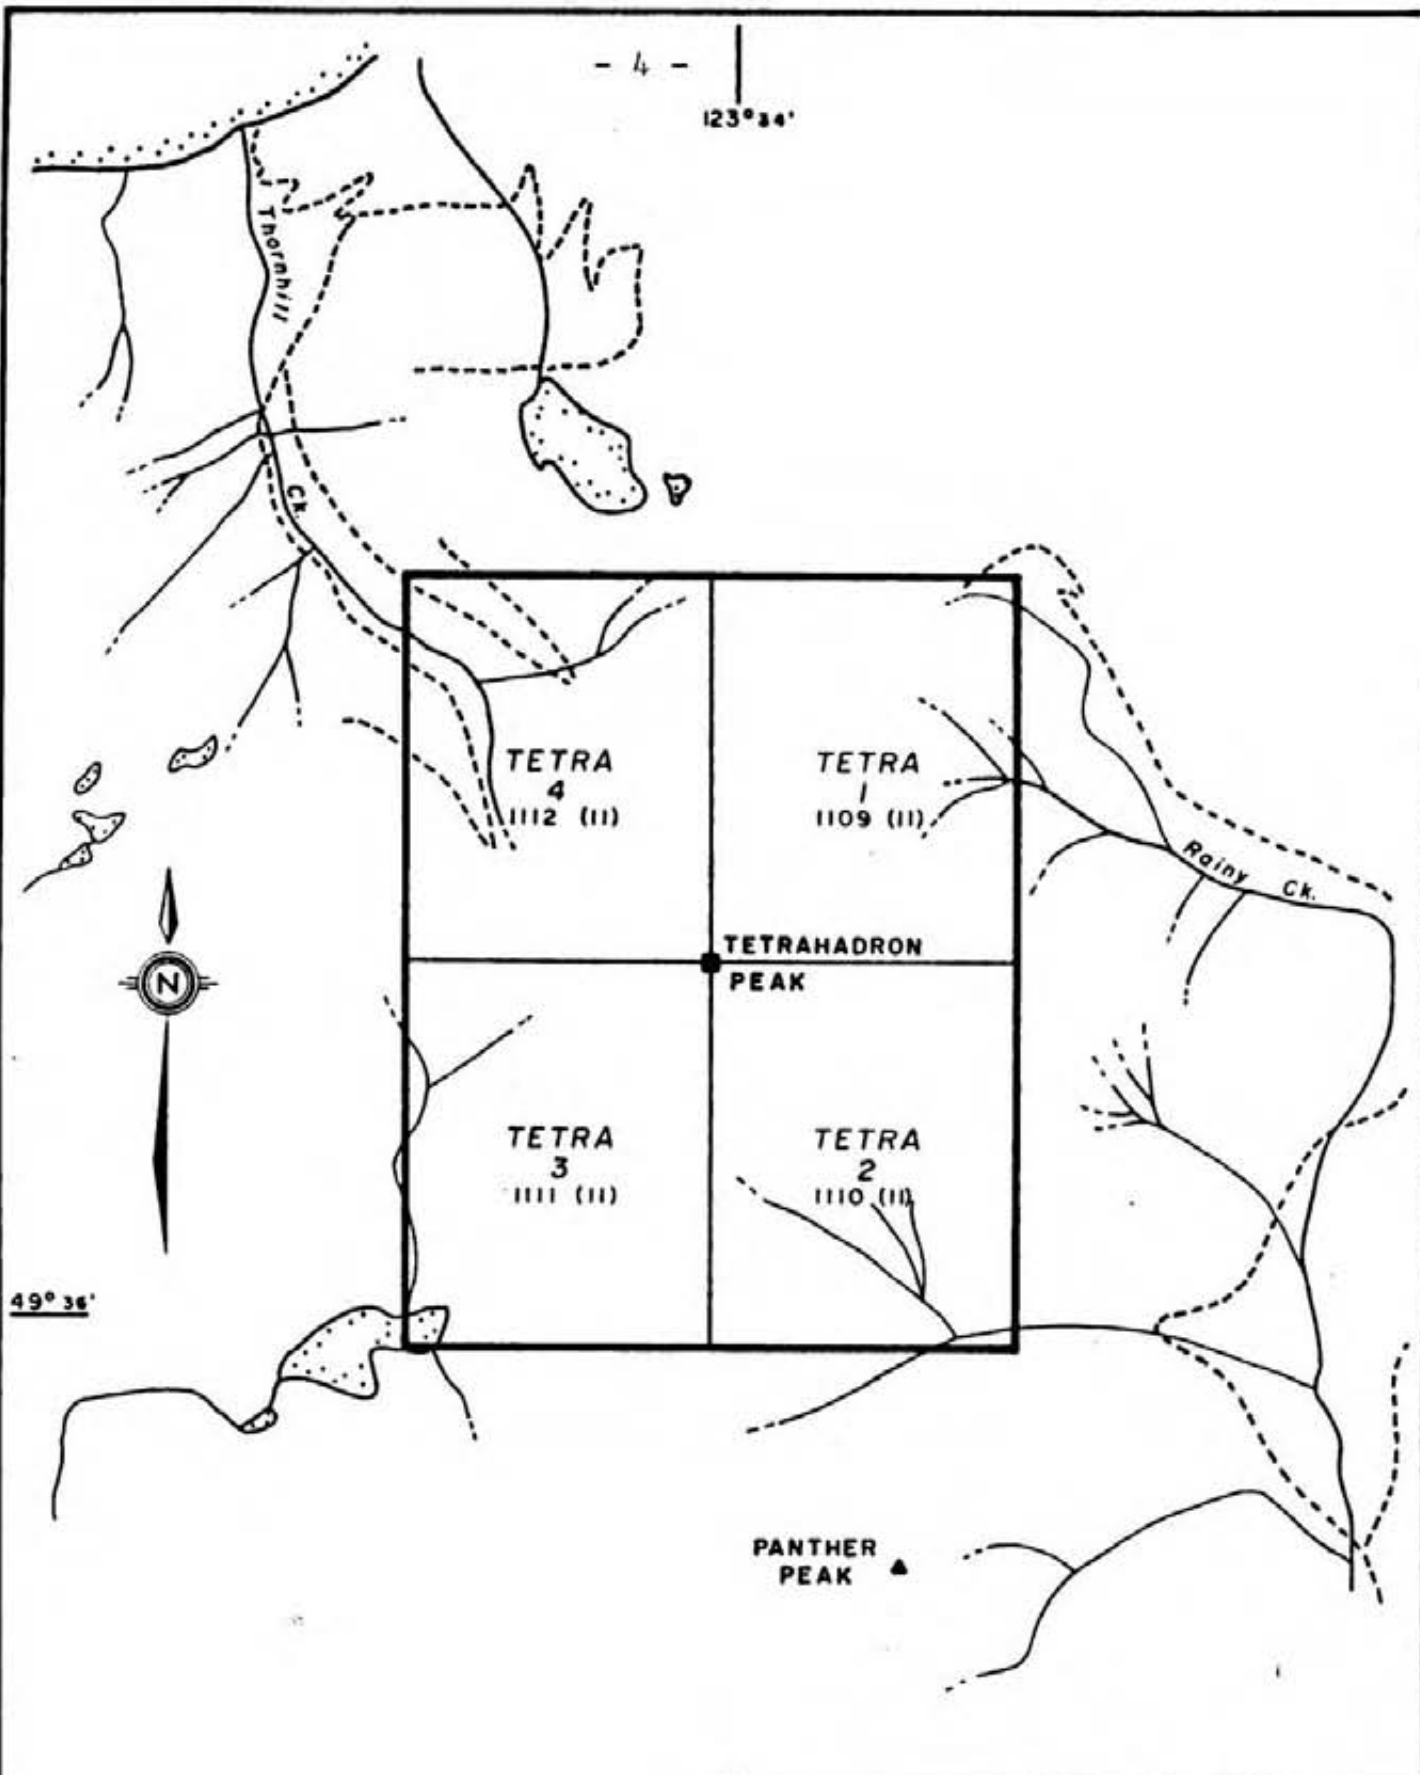 - 4 -
123° 34'
Thornhill
Ck.
TETRA
4
1112 (11)
TETRA
1
1109 (11)
Rainy Ck.
TETRAHADRON
PEAK
N
TETRA
3
1111 (11)
TETRA
2
1110 (11)
49° 36'
PANTHER
PEAK